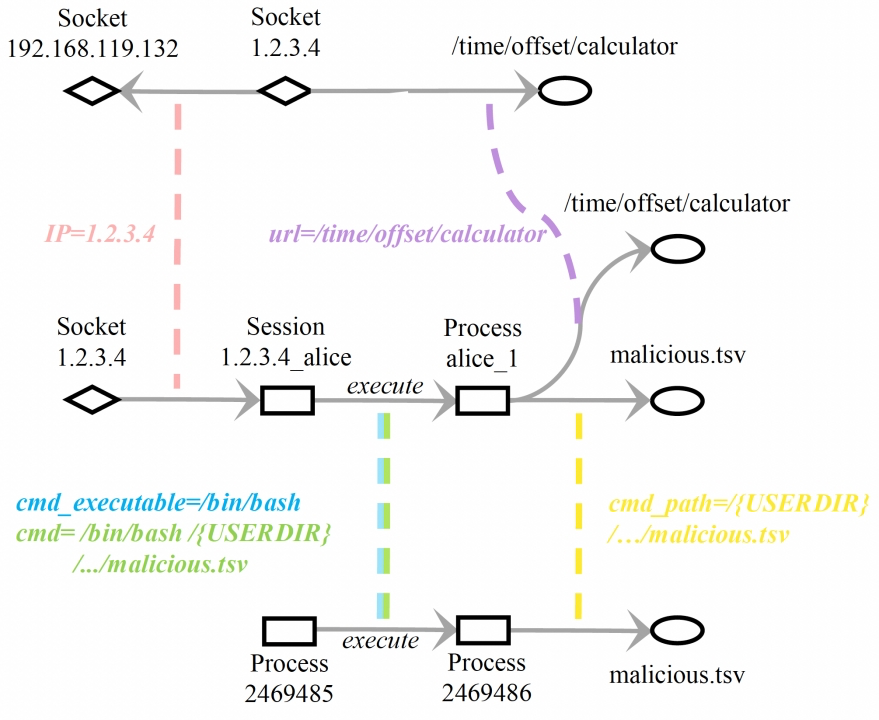 Socket
192.168.119.132
Socket
1.2.3.4
/time/offset/calculator
/time/offset/calculator
IP=1.2.3.4
url=/time/offset/calculator
Socket
1.2.3.4
Session
1.2.3.4_alice
execute
Process
alice_1
malicious.tsv
cmd_executable=/bin/bash
cmd= /bin/bash /{USERDIR}
/.../malicious.tsv
cmd_path=/{USERDIR}
/…/malicious.tsv
execute
Process
2469485
Process
2469486
malicious.tsv